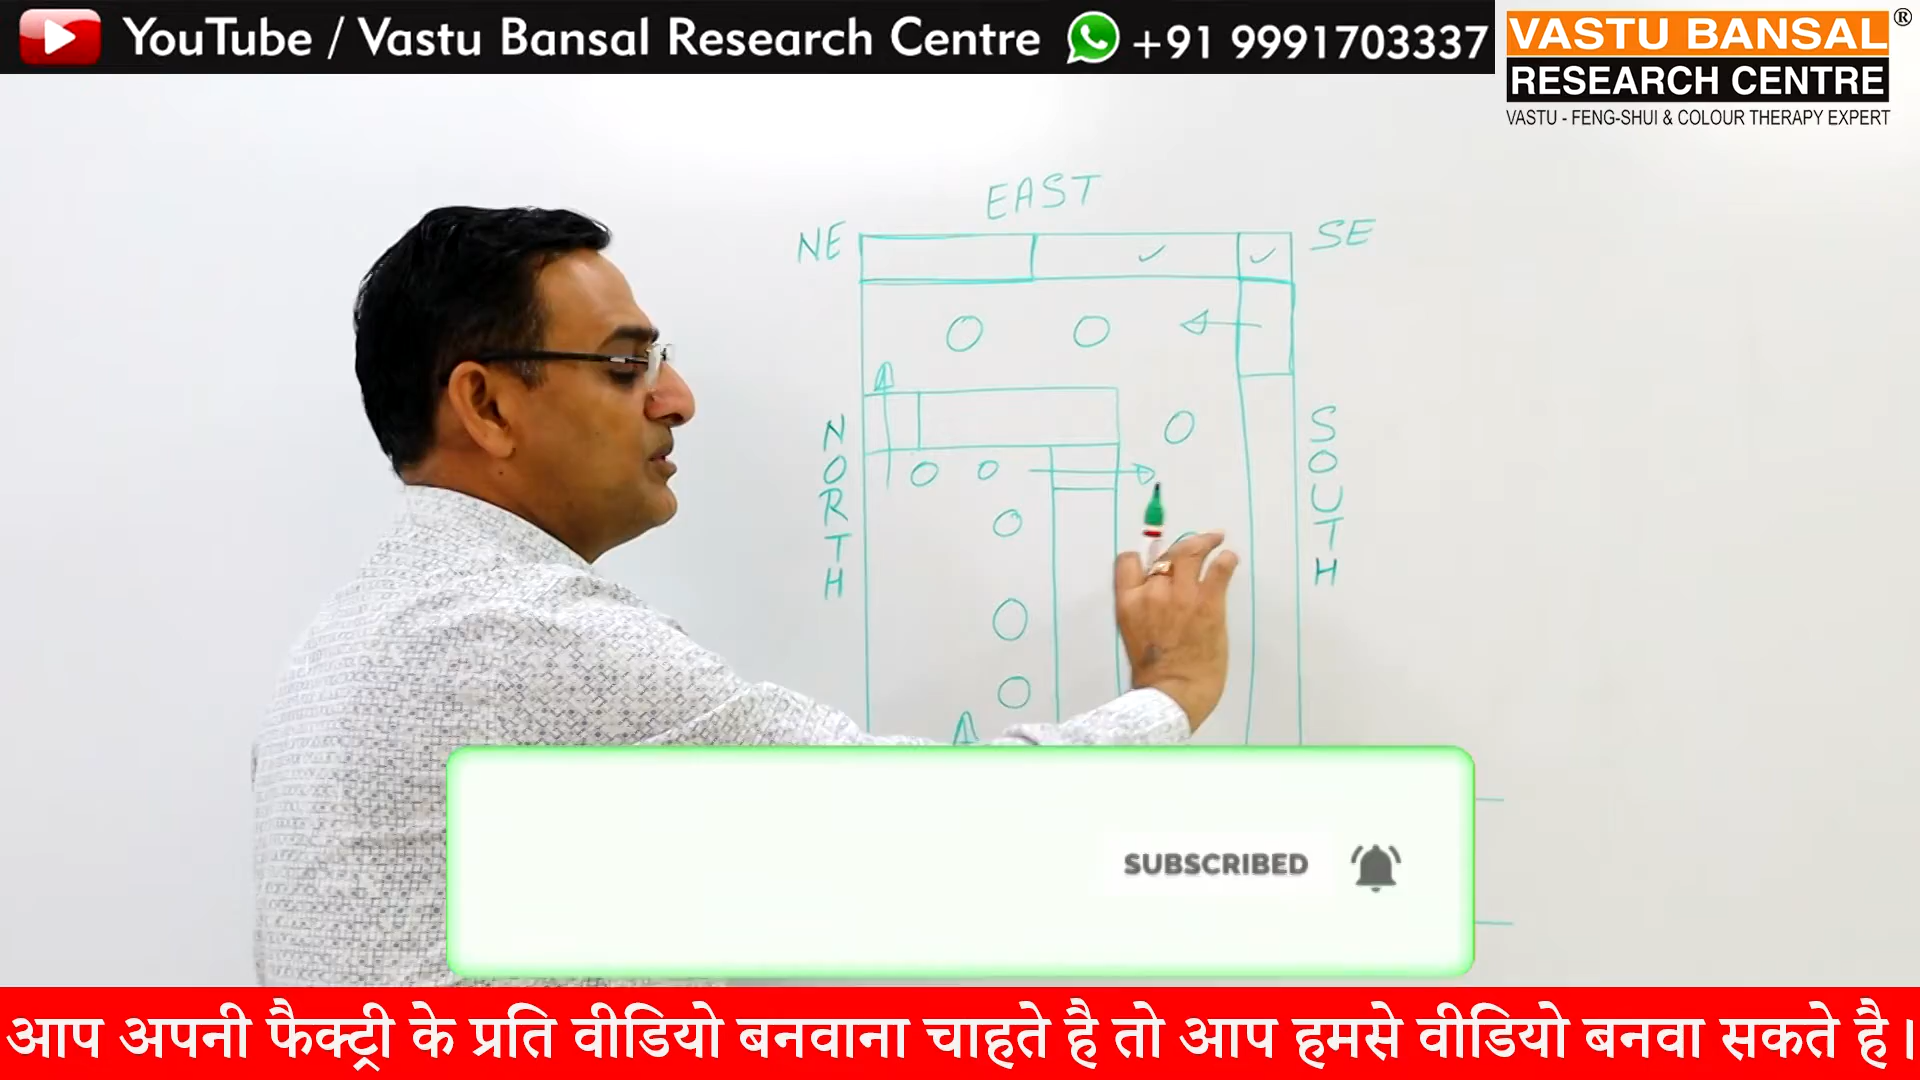 YouTube / Vastu Bansal Research Centre +91 9991703337
VASTU BANSAL ®
RESEARCH CENTRE
VASTU - FENG-SHUI & COLOUR THERAPY EXPERT
EAST
NE
SE
NORTH
SOUTH
SUBSCRIBED
आप अपनी फैक्ट्री के प्रति वीडियो बनवाना चाहते है तो आप हमसे वीडियो बनवा सकते है।